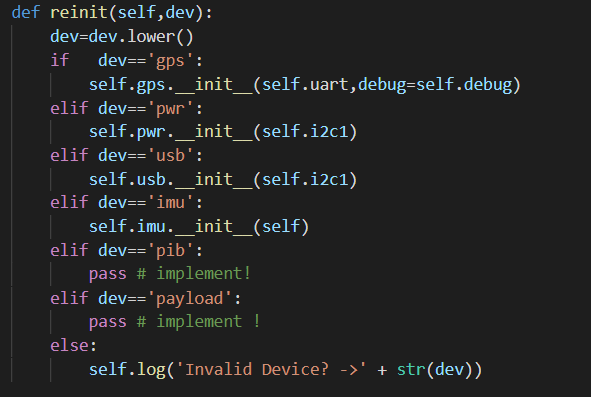 def reinit(self,dev):
    dev=dev.lower()
    if   dev=='gps':
        self.gps.__init__(self.uart,debug=self.debug)
    elif dev=='pwr':
        self.pwr.__init__(self.i2c1)
    elif dev=='usb':
        self.usb.__init__(self.i2c1)
    elif dev=='imu':
        self.imu.__init__(self)
    elif dev=='pib':
        pass # implement!
    elif dev=='payload':
        pass # implement !
    else:
        self.log('Invalid Device? ->' + str(dev))